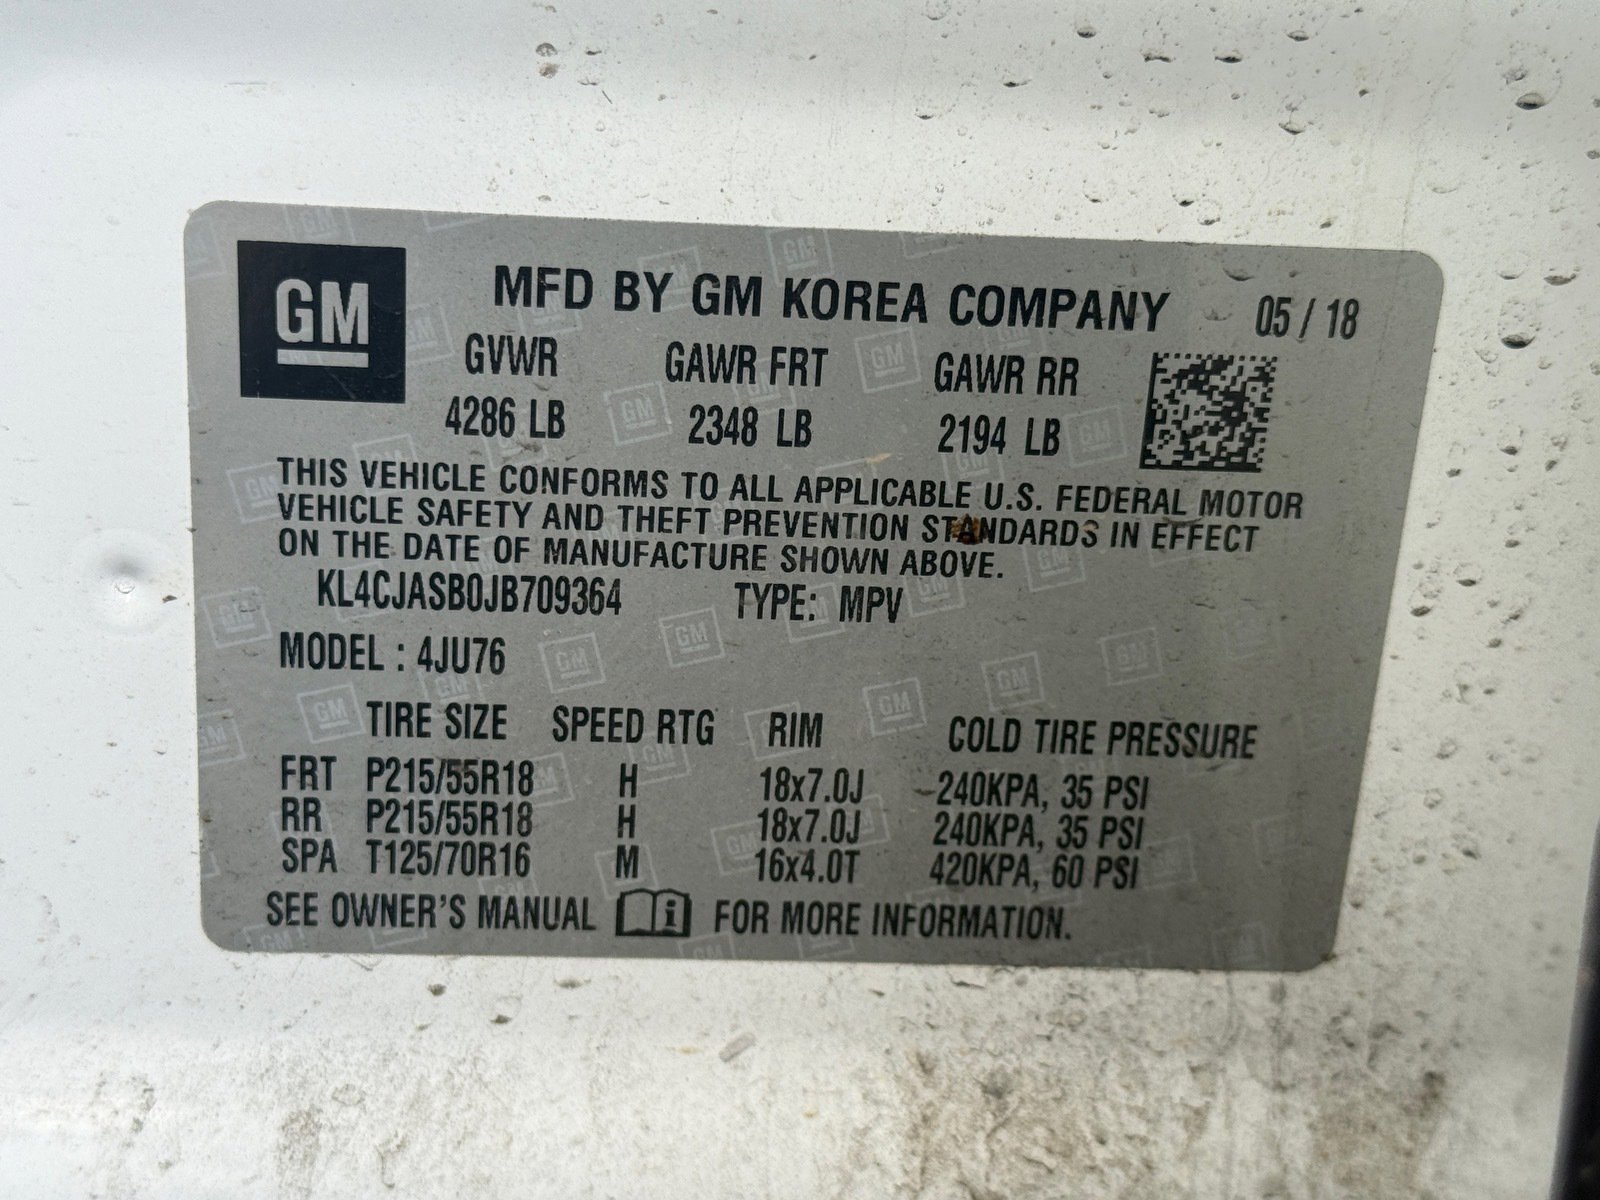 GM
MFD BY GM KOREA COMPANY 05 / 18
GVWR GAWR FRT GAWR RR
4286 LB 2348 LB 2194 LB
THIS VEHICLE CONFORMS TO ALL APPLICABLE U.S. FEDERAL MOTOR
VEHICLE SAFETY AND THEFT PREVENTION STANDARDS IN EFFECT
ON THE DATE OF MANUFACTURE SHOWN ABOVE.
KL4CJASB0JB709364 TYPE: MPV
MODEL : 4JU76
TIRE SIZE SPEED RTG RIM COLD TIRE PRESSURE
FRT P215/55R18 H 18x7.0J 240KPA, 35 PSI
RR P215/55R18 H 18x7.0J 240KPA, 35 PSI
SPA T125/70R16 M 16x4.0T 420KPA, 60 PSI
SEE OWNER'S MANUAL i FOR MORE INFORMATION.